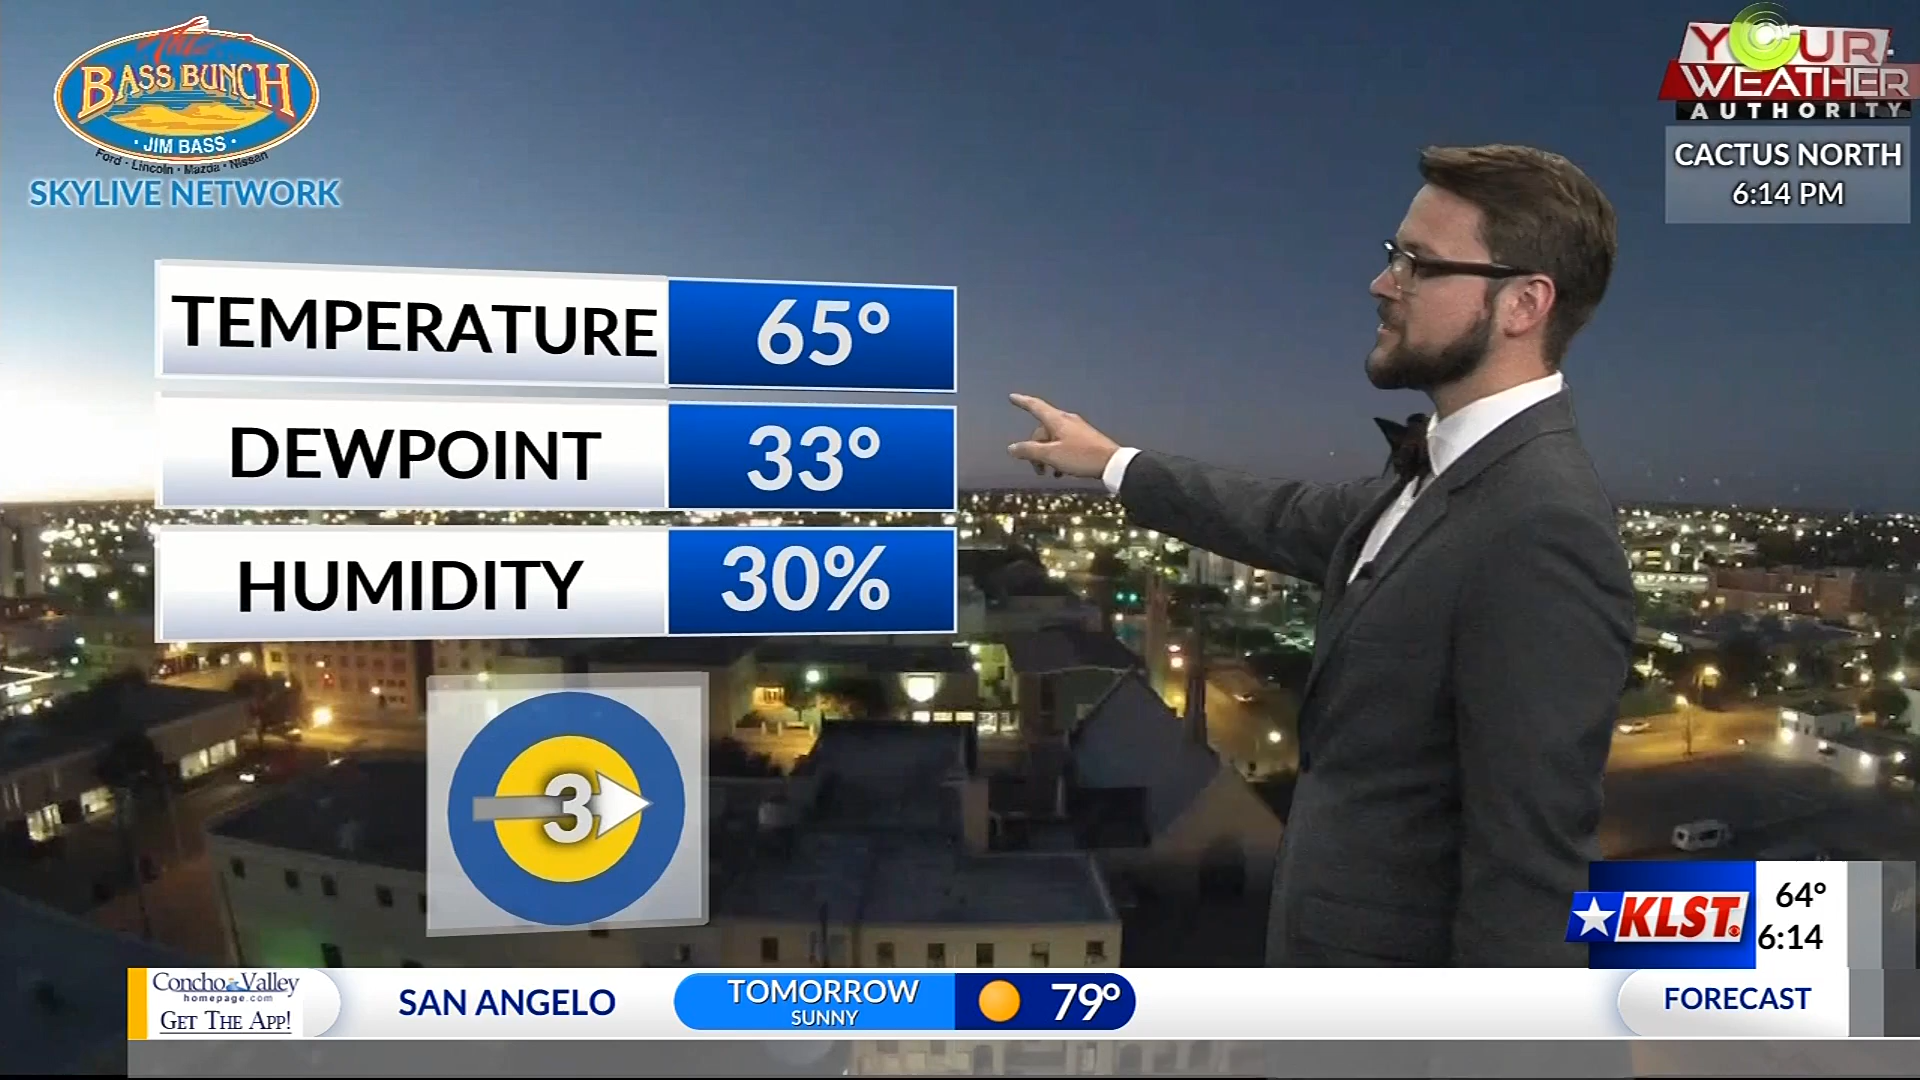 The
BASS BUNCH
· JIM BASS ·
Ford · Lincoln · Mazda · Nissan
SKYLIVE NETWORK
YOUR
WEATHER
AUTHORITY
CACTUS NORTH
6:14 PM
TEMPERATURE 65°
DEWPOINT 33°
HUMIDITY 30%
3
KLST
64°
6:14
Concho Valley
homepage.com
GET THE APP!
SAN ANGELO
TOMORROW
SUNNY
79°
FORECAST